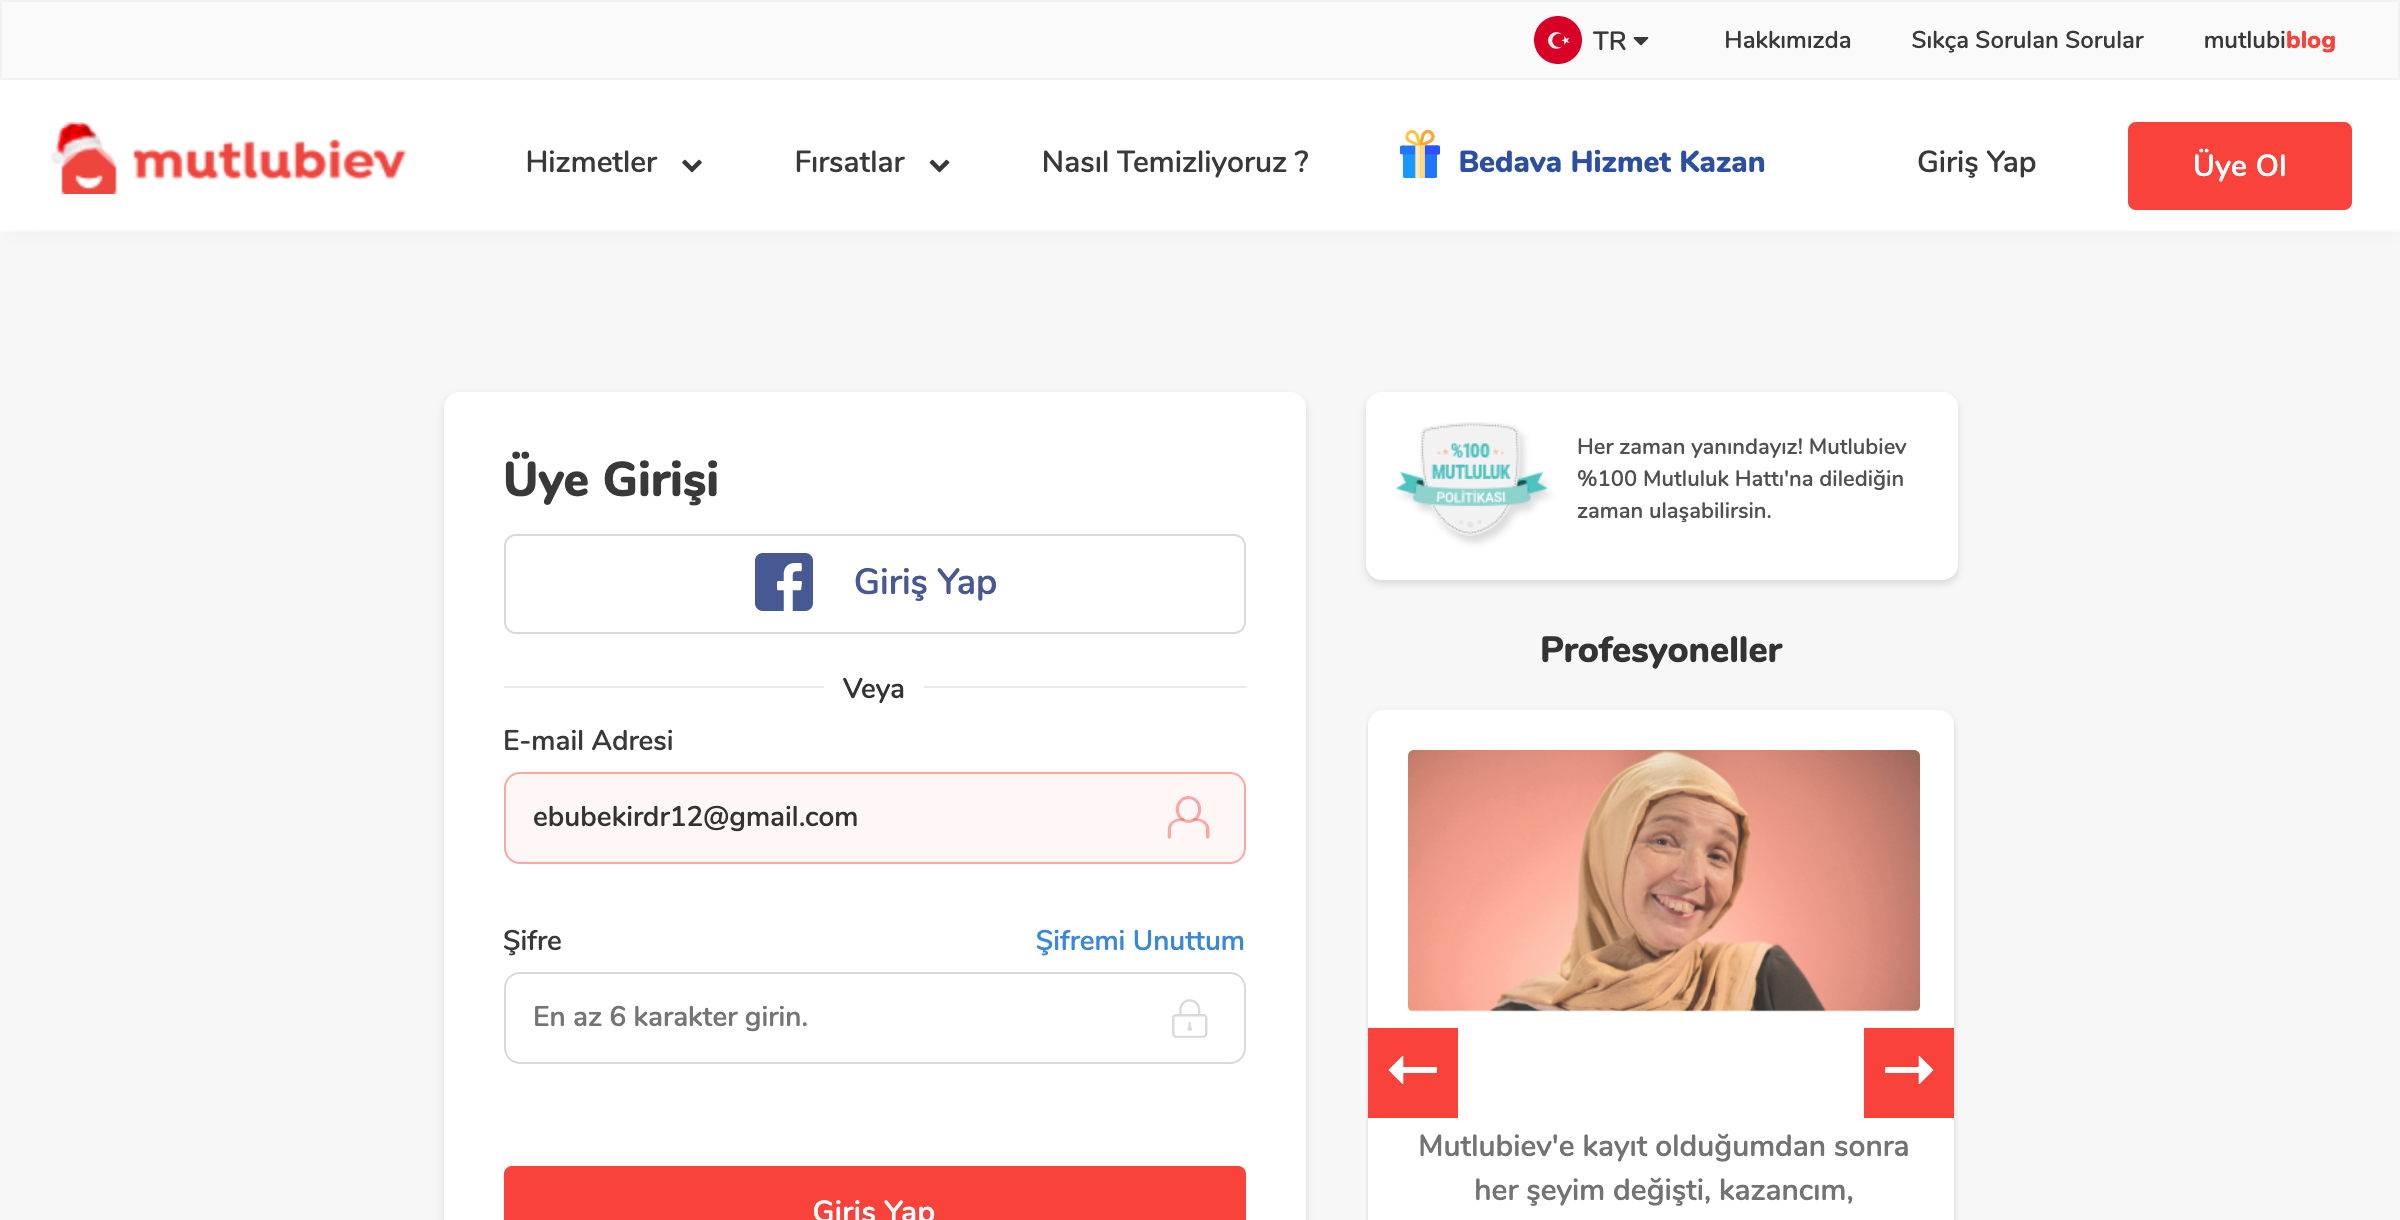 TR
Hakkımızda
Sıkça Sorulan Sorular
mutlubiblog
mutlubiev
Hizmetler
Fırsatlar
Nasıl Temizliyoruz ?
Bedava Hizmet Kazan
Giriş Yap
Üye Ol
Üye Girişi
Giriş Yap
Veya
E-mail Adresi
ebubekirdr12@gmail.com
Şifre
Şifremi Unuttum
En az 6 karakter girin.
Giriş Yap
%100
MUTLULUK
POLİTİKASI
Her zaman yanındayız! Mutlubiev
%100 Mutluluk Hattı'na dilediğin
zaman ulaşabilirsin.
Profesyoneller
Mutlubiev'e kayıt olduğumdan sonra
her şeyim değişti, kazancım,